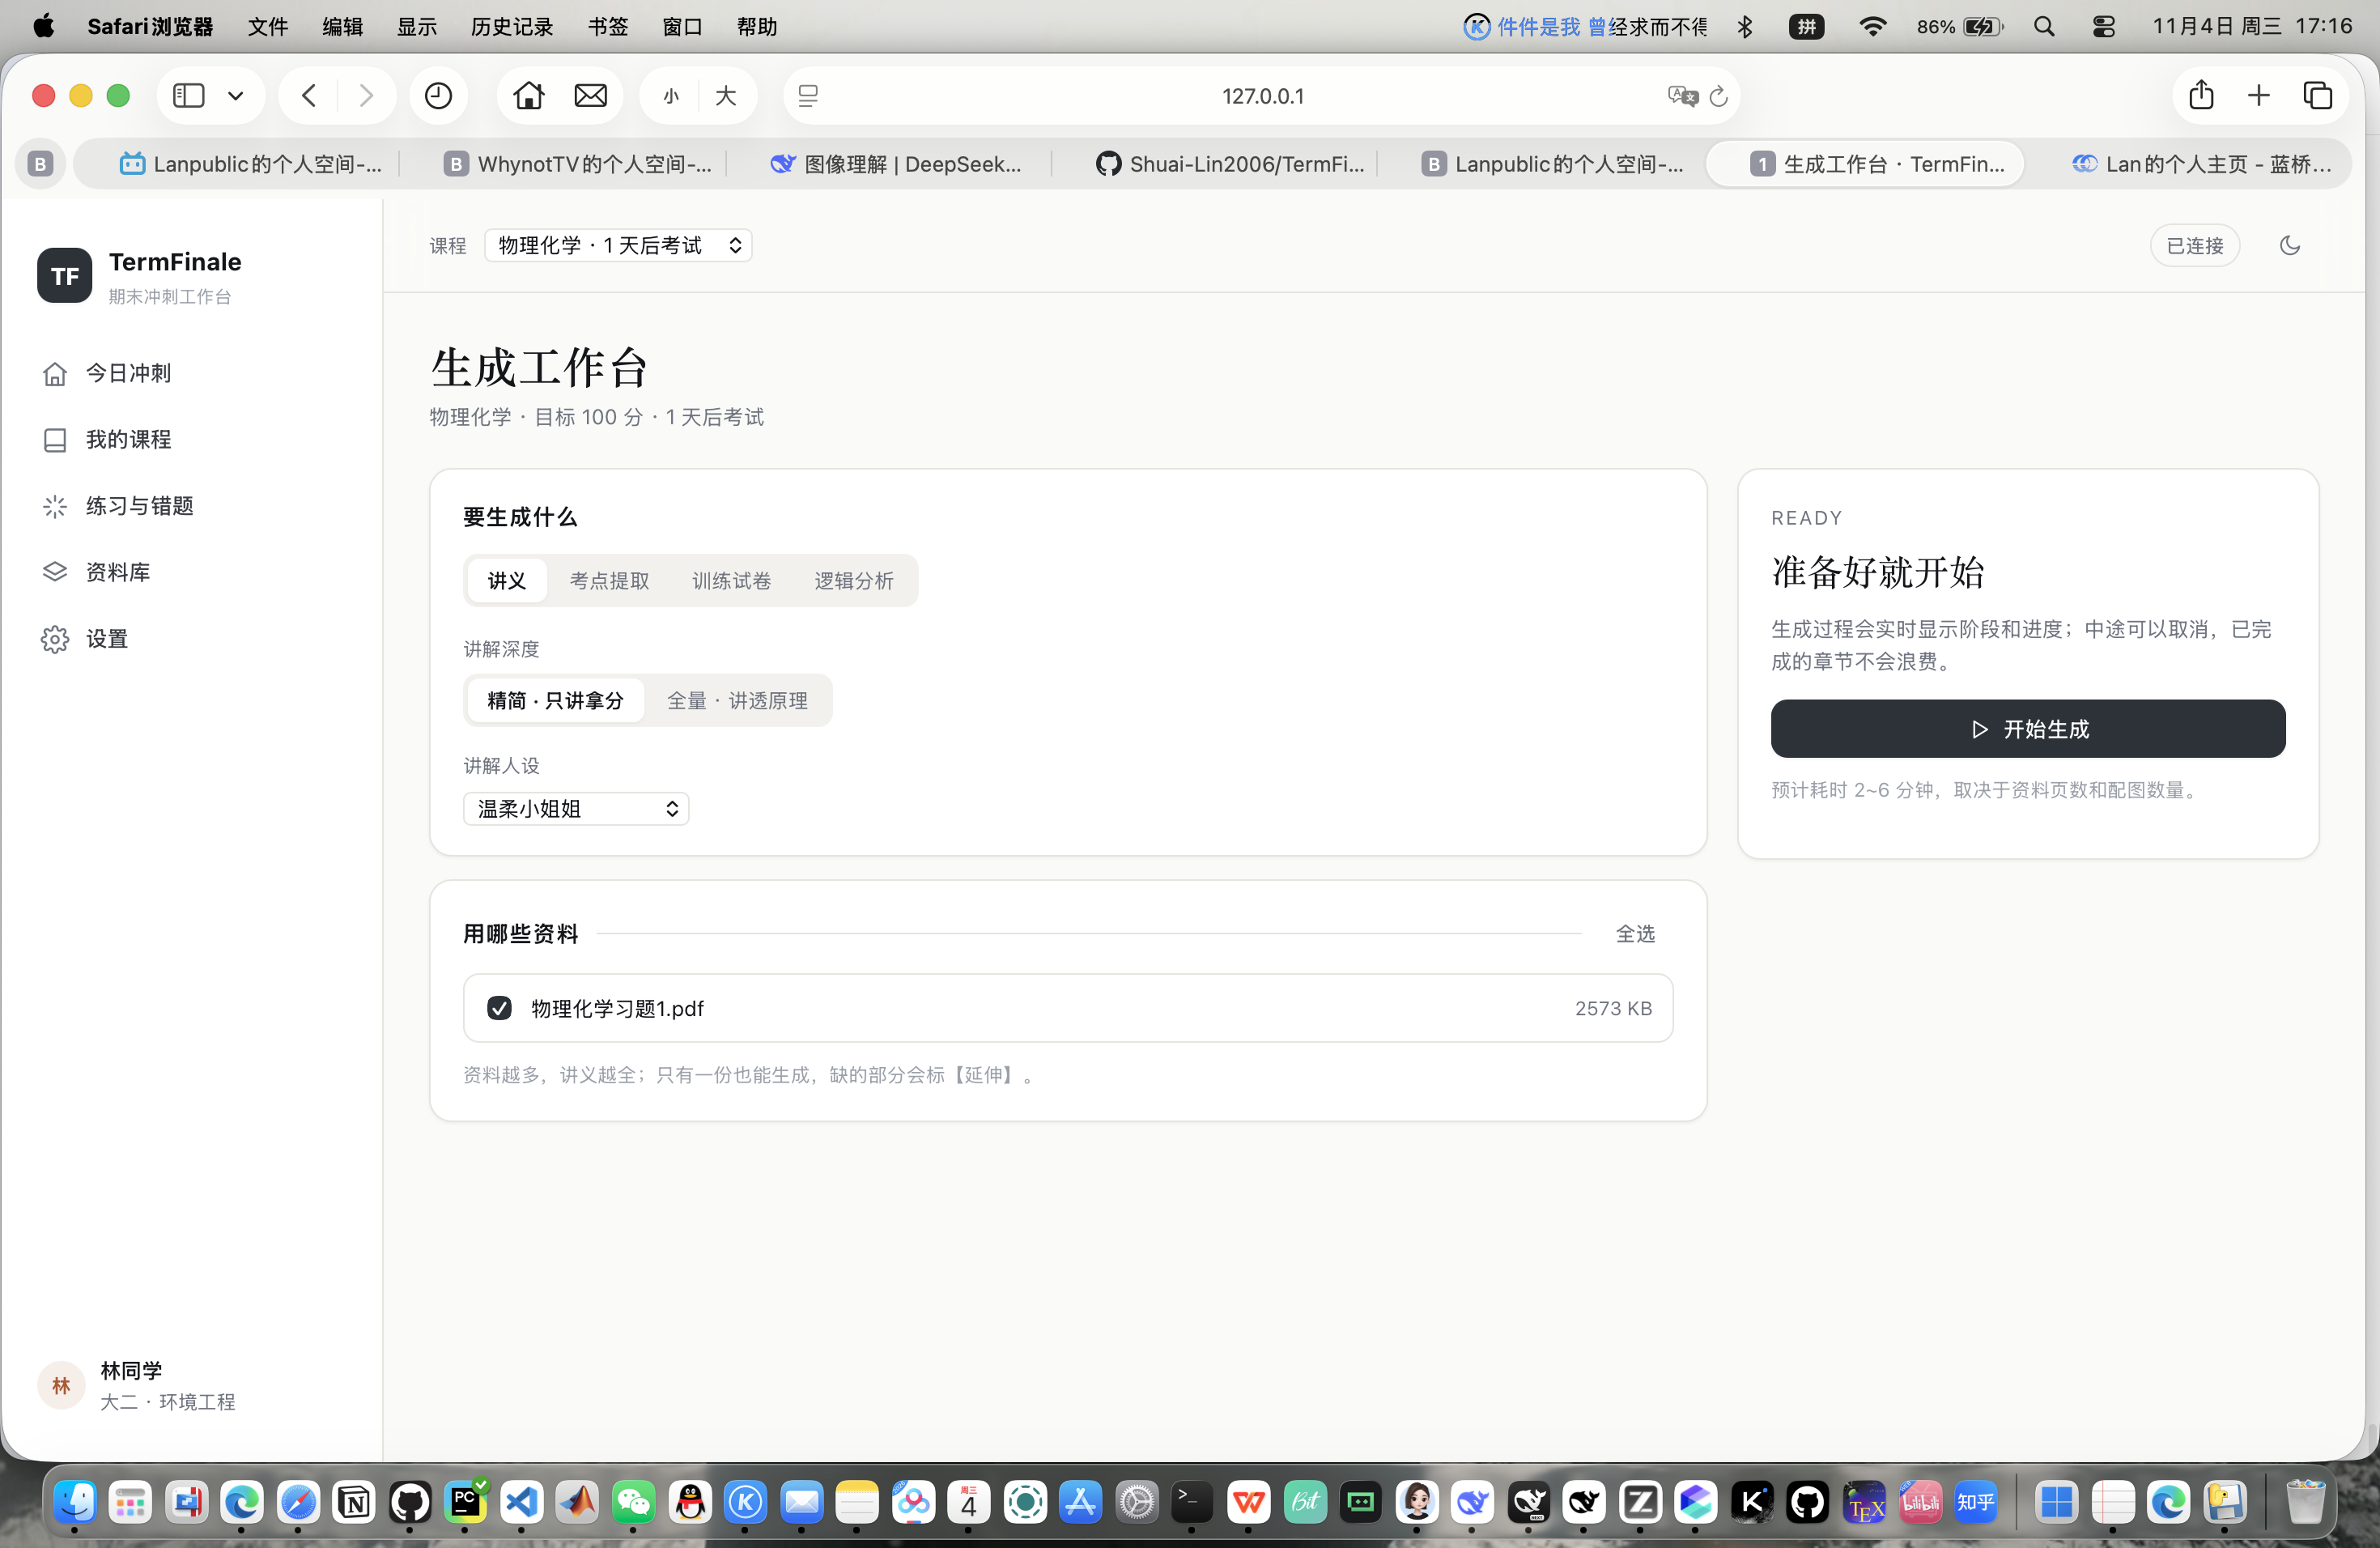 Safari浏览器 文件 编辑 显示 历史记录 书签 窗口 帮助 件件是我 曾经求而不得 拼 86% 11月4日 周三 17:16
小 大 127.0.0.1
B Lanpublic的个人空间-... B WhynotTV的个人空间-... 图像理解 | DeepSeek... Shuai-Lin2006/TermFi... B Lanpublic的个人空间-... 1 生成工作台 · TermFin... Lan的个人主页 - 蓝桥...
TF TermFinale
期末冲刺工作台
今日冲刺
我的课程
练习与错题
资料库
设置
林 林同学
大二 · 环境工程
课程 物理化学 · 1 天后考试 已连接
生成工作台
物理化学 · 目标 100 分 · 1 天后考试
要生成什么
讲义 考点提取 训练试卷 逻辑分析
讲解深度
精简 · 只讲拿分 全量 · 讲透原理
讲解人设
温柔小姐姐
READY
准备好就开始
生成过程会实时显示阶段和进度；中途可以取消，已完
成的章节不会浪费。
开始生成
预计耗时 2~6 分钟，取决于资料页数和配图数量。
用哪些资料 全选
物理化学习题1.pdf 2573 KB
资料越多，讲义越全；只有一份也能生成，缺的部分会标【延伸】。
PC 周三 4 Bit TEX bilibili 知乎